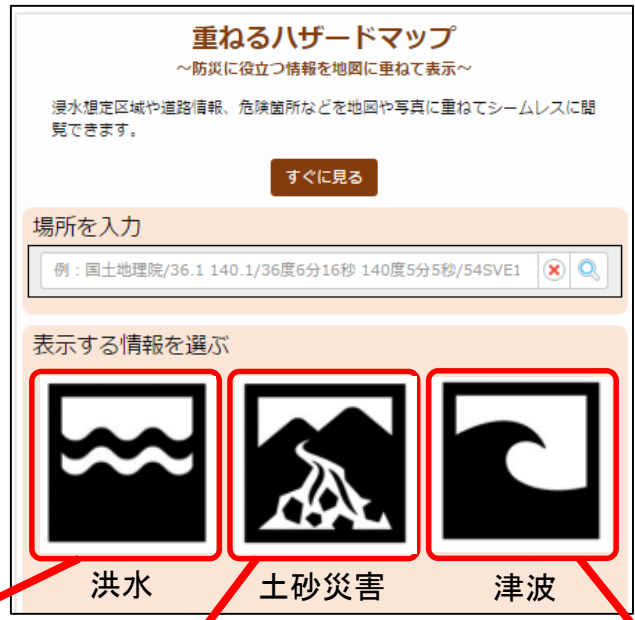 重ねるハザードマップ
～防災に役立つ情報を地図に重ねて表示～
浸水想定区域や道路情報、危険箇所などを地図や写真に重ねてシームレスに閲
覧できます。
すぐに見る
場所を入力
例：国土地理院/36.1 140.1/36度6分16秒 140度5分5秒/54SVE1
表示する情報を選ぶ
洪水 土砂災害 津波